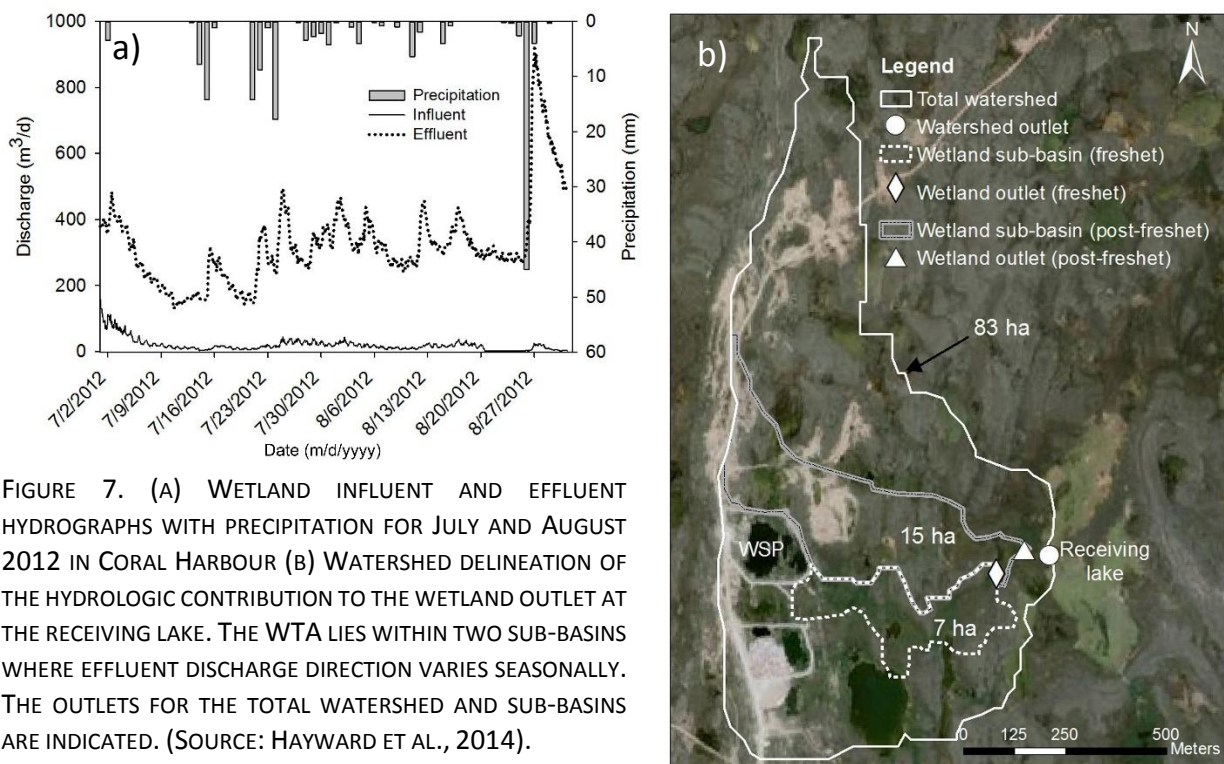 a)
1000
800
600
400
200
0
Discharge (m³/d)
0
10
20
30
40
50
60
Precipitation (mm)
Precipitation
Influent
Effluent
7/2/2012
7/9/2012
7/16/2012
7/23/2012
7/30/2012
8/6/2012
8/13/2012
8/20/2012
8/27/2012
Date (m/d/yyyy)
FIGURE 7. (A) WETLAND INFLUENT AND EFFLUENT
HYDROGRAPHS WITH PRECIPITATION FOR JULY AND AUGUST
2012 IN CORAL HARBOUR (B) WATERSHED DELINEATION OF
THE HYDROLOGIC CONTRIBUTION TO THE WETLAND OUTLET AT
THE RECEIVING LAKE. THE WTA LIES WITHIN TWO SUB-BASINS
WHERE EFFLUENT DISCHARGE DIRECTION VARIES SEASONALLY.
THE OUTLETS FOR THE TOTAL WATERSHED AND SUB-BASINS
ARE INDICATED. (SOURCE: HAYWARD ET AL., 2014).
b)
N
Legend
Total watershed
Watershed outlet
Wetland sub-basin (freshet)
Wetland outlet (freshet)
Wetland sub-basin (post-freshet)
Wetland outlet (post-freshet)
83 ha
WSP
15 ha
Receiving
lake
7 ha
0 125 250 500
Meters